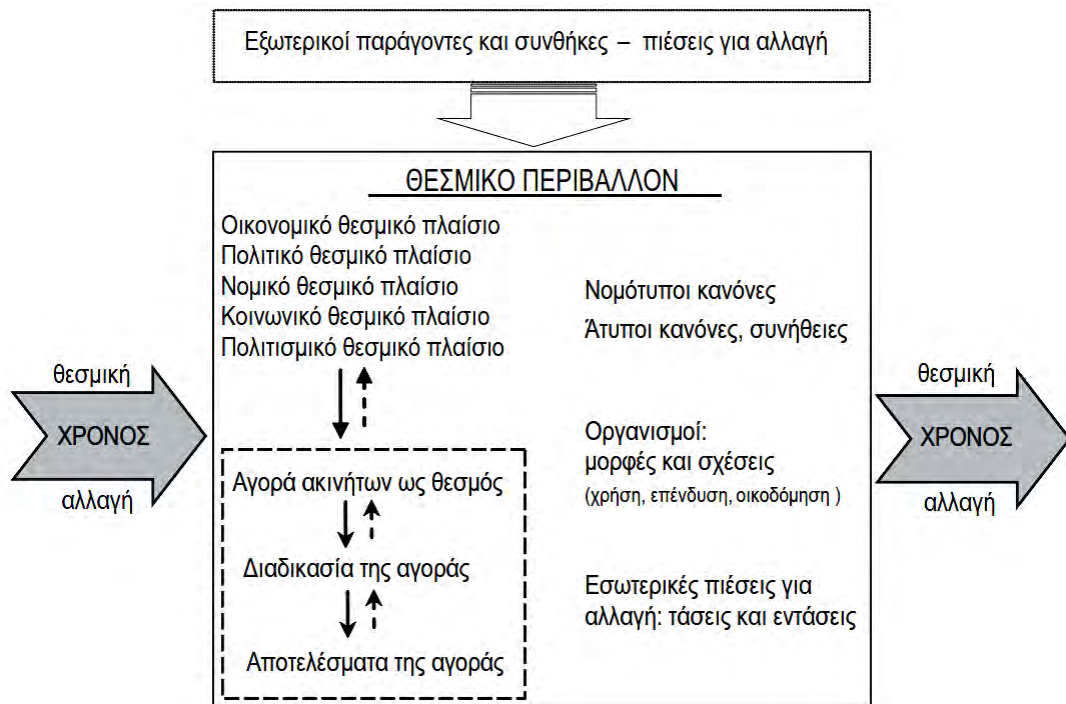 Εξωτερικοί παράγοντες και συνθήκες – πιέσεις για αλλαγή
ΘΕΣΜΙΚΟ ΠΕΡΙΒΑΛΛΟΝ
Οικονομικό θεσμικό πλαίσιο
Πολιτικό θεσμικό πλαίσιο
Νομικό θεσμικό πλαίσιο
Κοινωνικό θεσμικό πλαίσιο
Πολιτισμικό θεσμικό πλαίσιο
Νομότυποι κανόνες
Άτυποι κανόνες, συνήθειες
θεσμική
ΧΡΟΝΟΣ
αλλαγή
Αγορά ακινήτων ως θεσμός
Διαδικασία της αγοράς
Αποτελέσματα της αγοράς
Οργανισμοί:
μορφές και σχέσεις
(χρήση, επένδυση, οικοδόμηση )
Εσωτερικές πιέσεις για
αλλαγή: τάσεις και εντάσεις
θεσμική
ΧΡΟΝΟΣ
αλλαγή